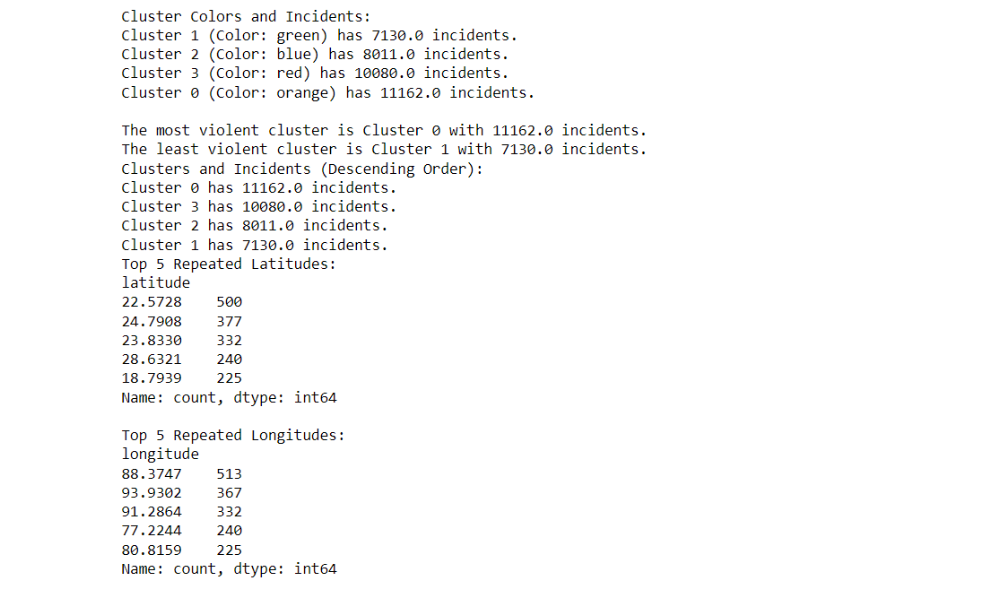 Cluster Colors and Incidents:
Cluster 1 (Color: green) has 7130.0 incidents.
Cluster 2 (Color: blue) has 8011.0 incidents.
Cluster 3 (Color: red) has 10080.0 incidents.
Cluster 0 (Color: orange) has 11162.0 incidents.
The most violent cluster is Cluster 0 with 11162.0 incidents.
The least violent cluster is Cluster 1 with 7130.0 incidents.
Clusters and Incidents (Descending Order):
Cluster 0 has 11162.0 incidents.
Cluster 3 has 10080.0 incidents.
Cluster 2 has 8011.0 incidents.
Cluster 1 has 7130.0 incidents.
Top 5 Repeated Latitudes:
latitude
22.5728    500
24.7908    377
23.8330    332
28.6321    240
18.7939    225
Name: count, dtype: int64
Top 5 Repeated Longitudes:
longitude
88.3747    513
93.9302    367
91.2864    332
77.2244    240
80.8159    225
Name: count, dtype: int64